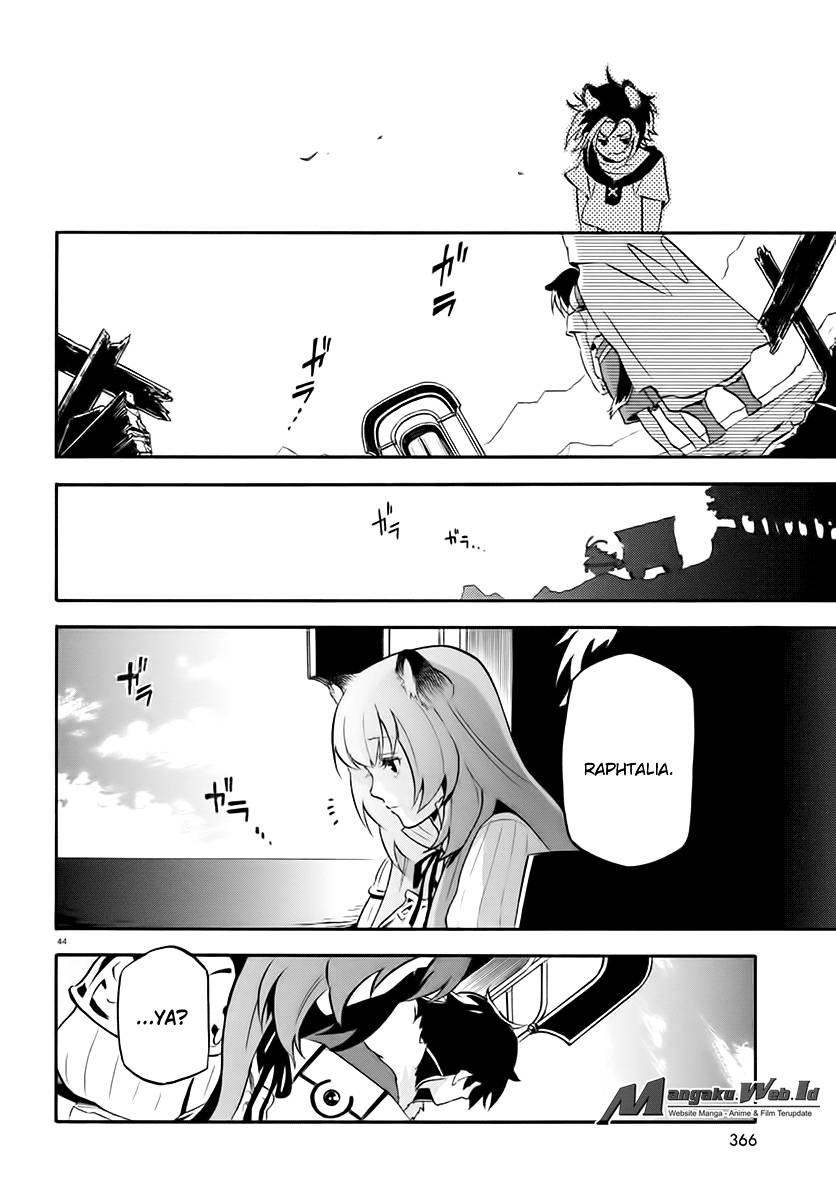 ガラ
ガラ
ガラ
ガラ...
RAPHTALIA.
ガラ
ガラ...
44
...YA?
Mangaku.Web.Id
Website Manga - Anime & Film Terupdate
366